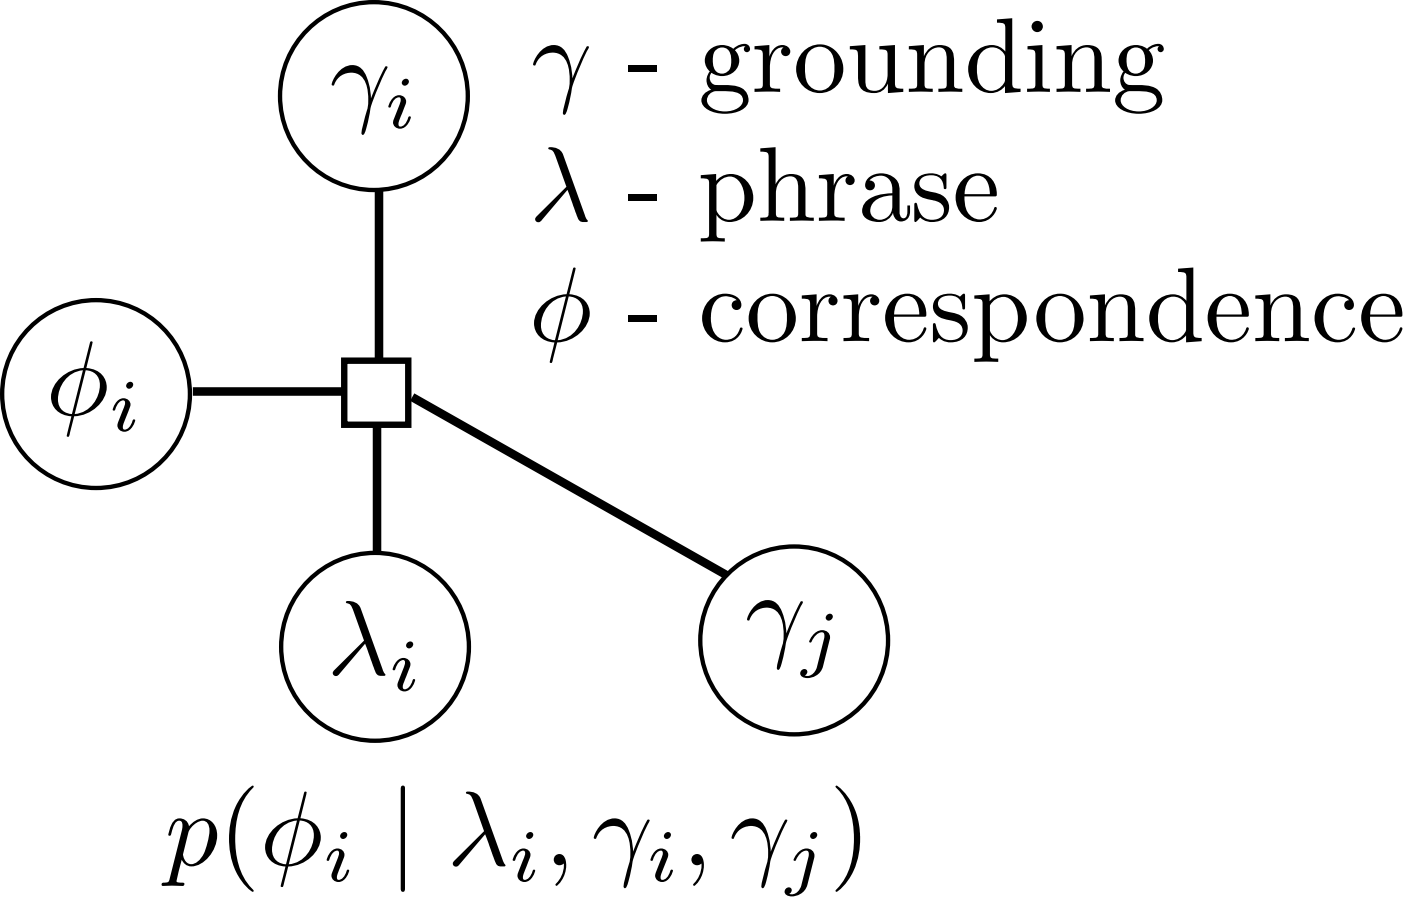 γᵢ
γ - grounding
λ - phrase
ϕ - correspondence
ϕᵢ
λᵢ
γⱼ
p(ϕᵢ | λᵢ, γᵢ, γⱼ)